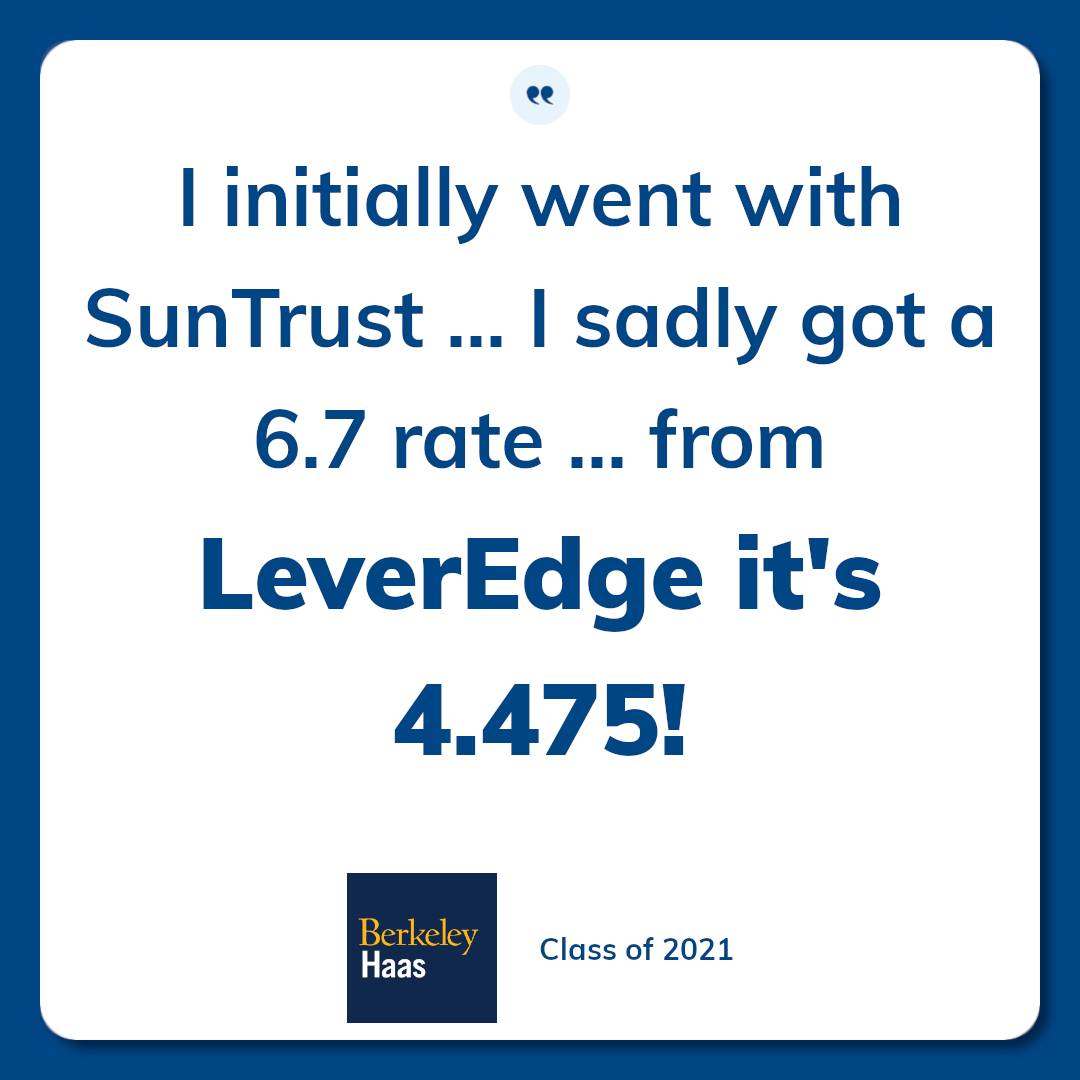 ❞
I initially went with
SunTrust ... I sadly got a
6.7 rate ... from
LeverEdge it's
4.475!
Berkeley
Haas
Class of 2021